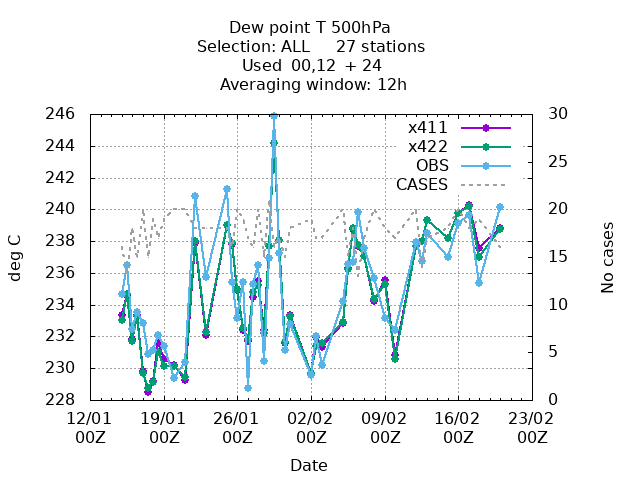 Dew point T 500hPa
Selection: ALL 27 stations
Used 00,12 + 24
Averaging window: 12h
246
244
242
240
238
236
234
232
230
228
deg C
30
25
20
15
10
5
0
No cases
x411
x422
OBS
CASES
12/01 19/01 26/01 02/02 09/02 16/02 23/02
00Z 00Z 00Z 00Z 00Z 00Z 00Z
Date